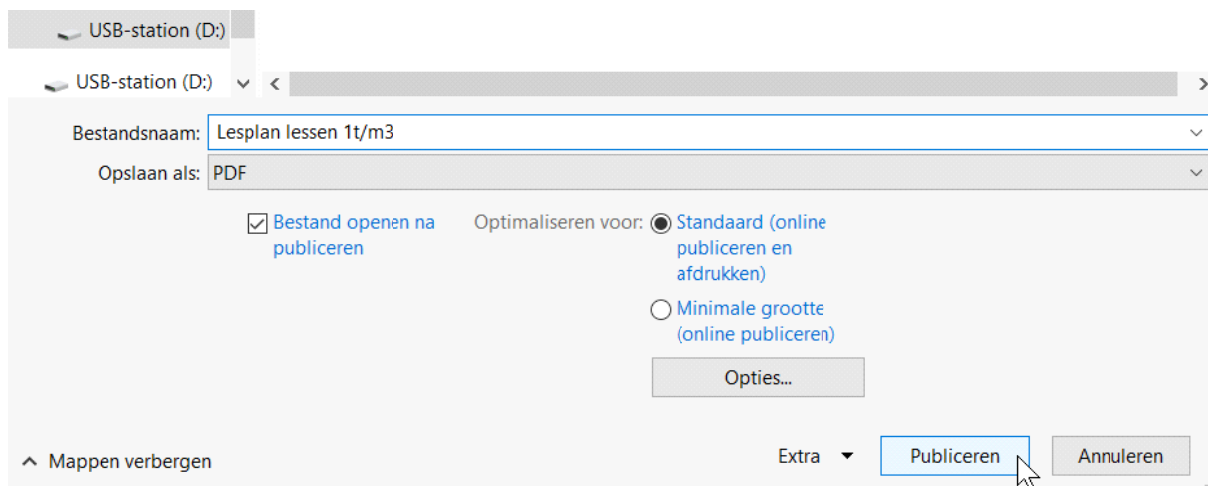 USB-station (D:)
USB-station (D:)
Bestandsnaam: Lesplan lessen 1t/m3
Opslaan als: PDF
Bestand openen na
publiceren
Optimaliseren voor: Standaard (online
publiceren en
afdrukken)
Minimale grootte
(online publiceren)
Opties...
Mappen verbergen
Extra
Publiceren
Annuleren